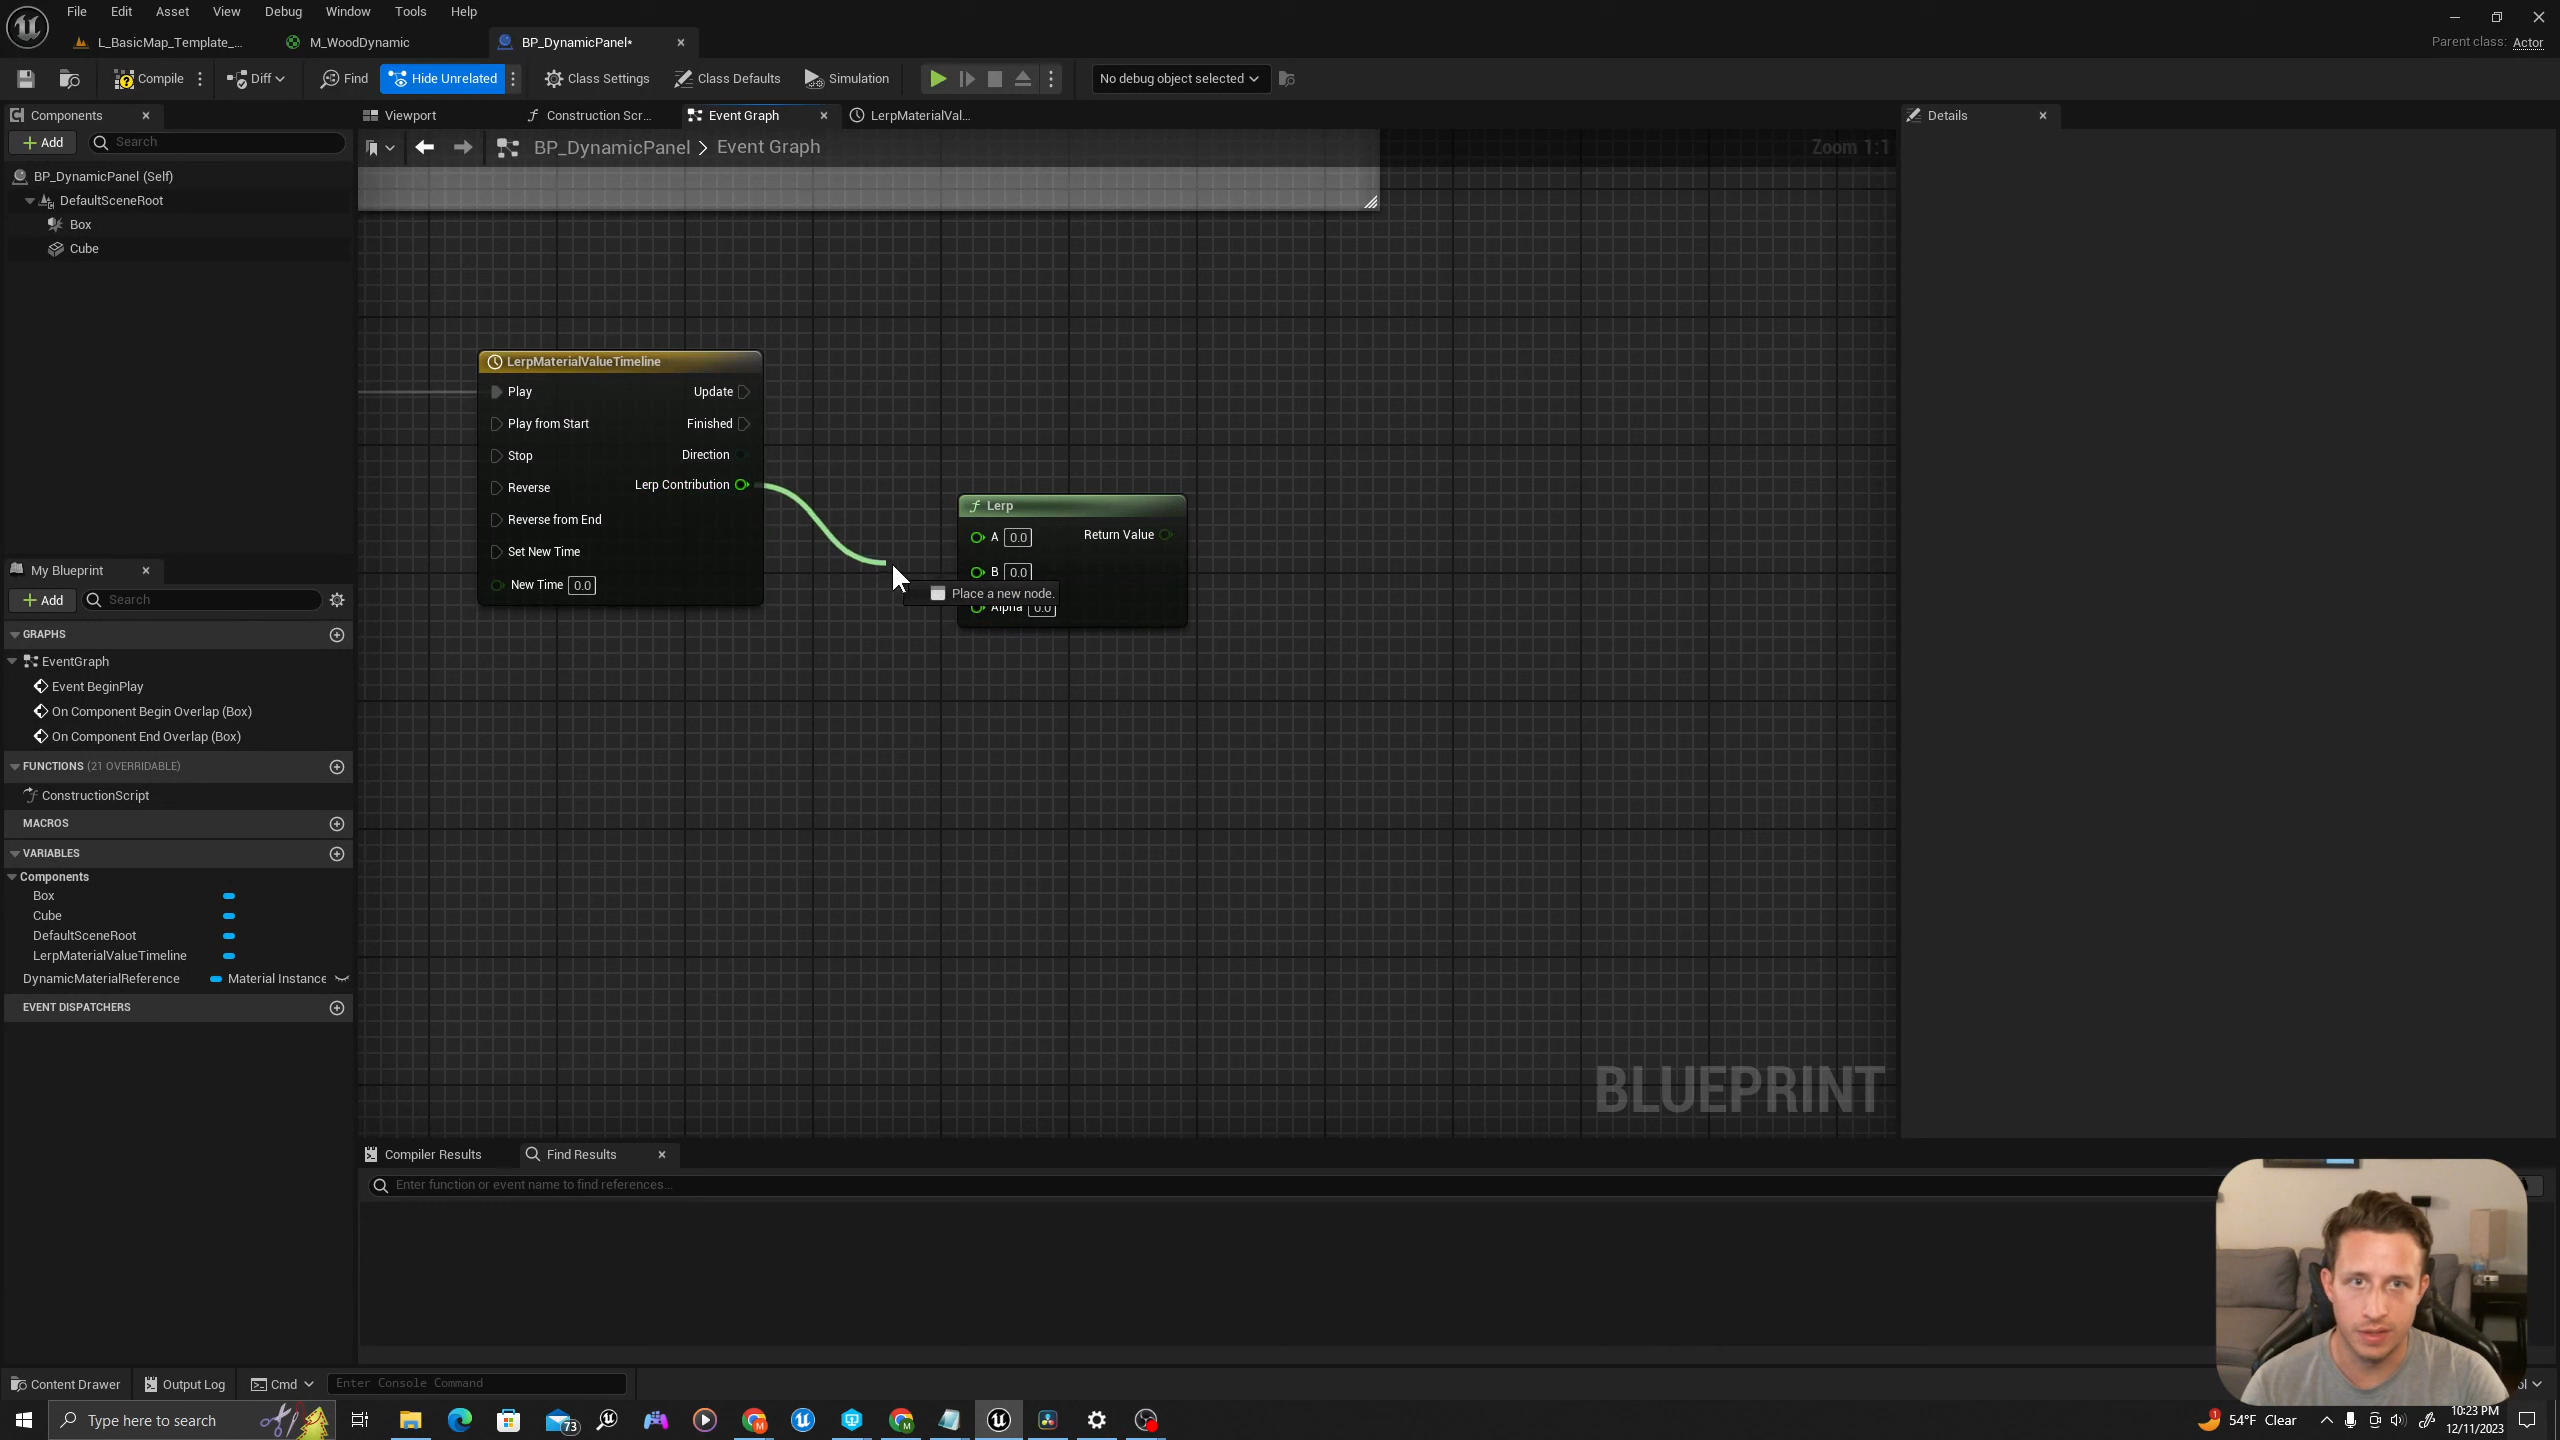 File Edit Asset View Debug Window Tools Help
L_BasicMap_Template_... M_WoodDynamic BP_DynamicPanel* Parent class: Actor
Compile Diff Find Hide Unrelated Class Settings Class Defaults Simulation No debug object selected
Components Viewport Construction Scr... Event Graph LerpMaterialVal... Details
Add Search
BP_DynamicPanel > Event Graph Zoom 1:1
BP_DynamicPanel (Self)
DefaultSceneRoot
Box
Cube
LerpMaterialValueTimeline
Play Update
Play from Start Finished
Stop Direction
Reverse Lerp Contribution
Reverse from End
Set New Time
New Time 0.0
Lerp
A 0.0 Return Value
B 0.0
Place a new node.
Alpha 0.0
My Blueprint
Add Search
GRAPHS
EventGraph
Event BeginPlay
On Component Begin Overlap (Box)
On Component End Overlap (Box)
FUNCTIONS (21 OVERRIDABLE)
ConstructionScript
MACROS
VARIABLES
Components
Box
Cube
DefaultSceneRoot
LerpMaterialValueTimeline
DynamicMaterialReference Material Instance
EVENT DISPATCHERS
BLUEPRINT
Compiler Results Find Results
Enter function or event name to find references...
Content Drawer Output Log Cmd Enter Console Command
Type here to search 73 1 54°F Clear 10:23 PM
12/11/2023